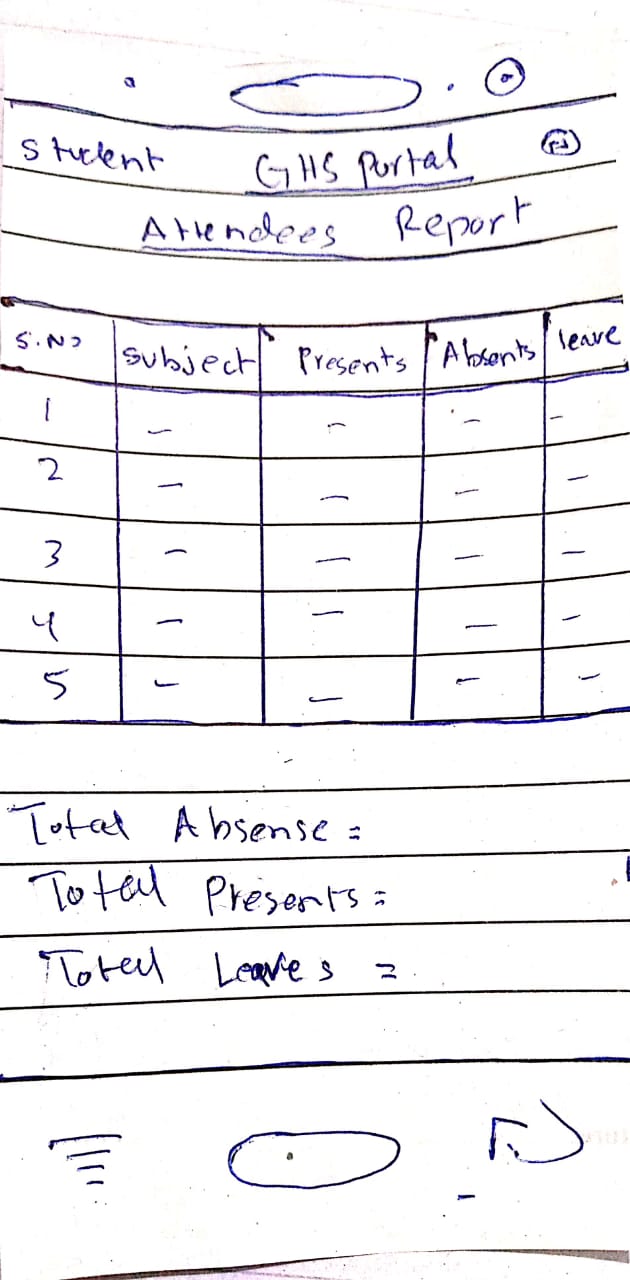 Student GHS Portal
Attendees Report
S.No Subject Presents Absents leave
1 - - - -
2 - - - -
3 - - - -
4 - - - -
5 - - - -
Total Absense =
Total Presents =
Total Leaves =